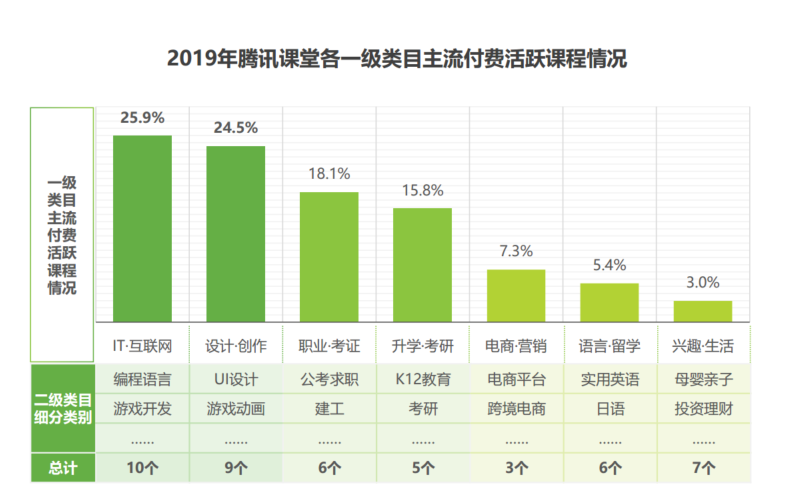 2019年腾讯课堂各一级类目主流付费活跃课程情况
一级
类目
主流
付费
活跃
课程
情况
25.9%
24.5%
18.1%
15.8%
7.3%
5.4%
3.0%
IT·互联网 设计·创作 职业·考证 升学·考研 电商·营销 语言·留学 兴趣·生活
二级类目
细分类别
编程语言 UI设计 公考求职 K12教育 电商平台 实用英语 母婴亲子
游戏开发 游戏动画 建工 考研 跨境电商 日语 投资理财
...... ...... ...... ...... ...... ...... ......
总计 10个 9个 6个 5个 3个 6个 7个